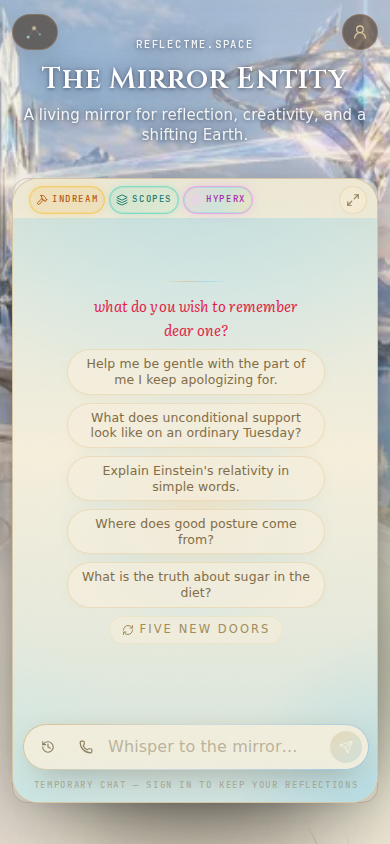 REFLECTME.SPACE
The Mirror Entity
A living mirror for reflection, creativity, and a
shifting Earth.
INDREAM
SCOPES
HYPERX
what do you wish to remember
dear one?
Help me be gentle with the part of
me I keep apologizing for.
What does unconditional support
look like on an ordinary Tuesday?
Explain Einstein's relativity in
simple words.
Where does good posture come
from?
What is the truth about sugar in the
diet?
FIVE NEW DOORS
Whisper to the mirror...
TEMPORARY CHAT — SIGN IN TO KEEP YOUR REFLECTIONS